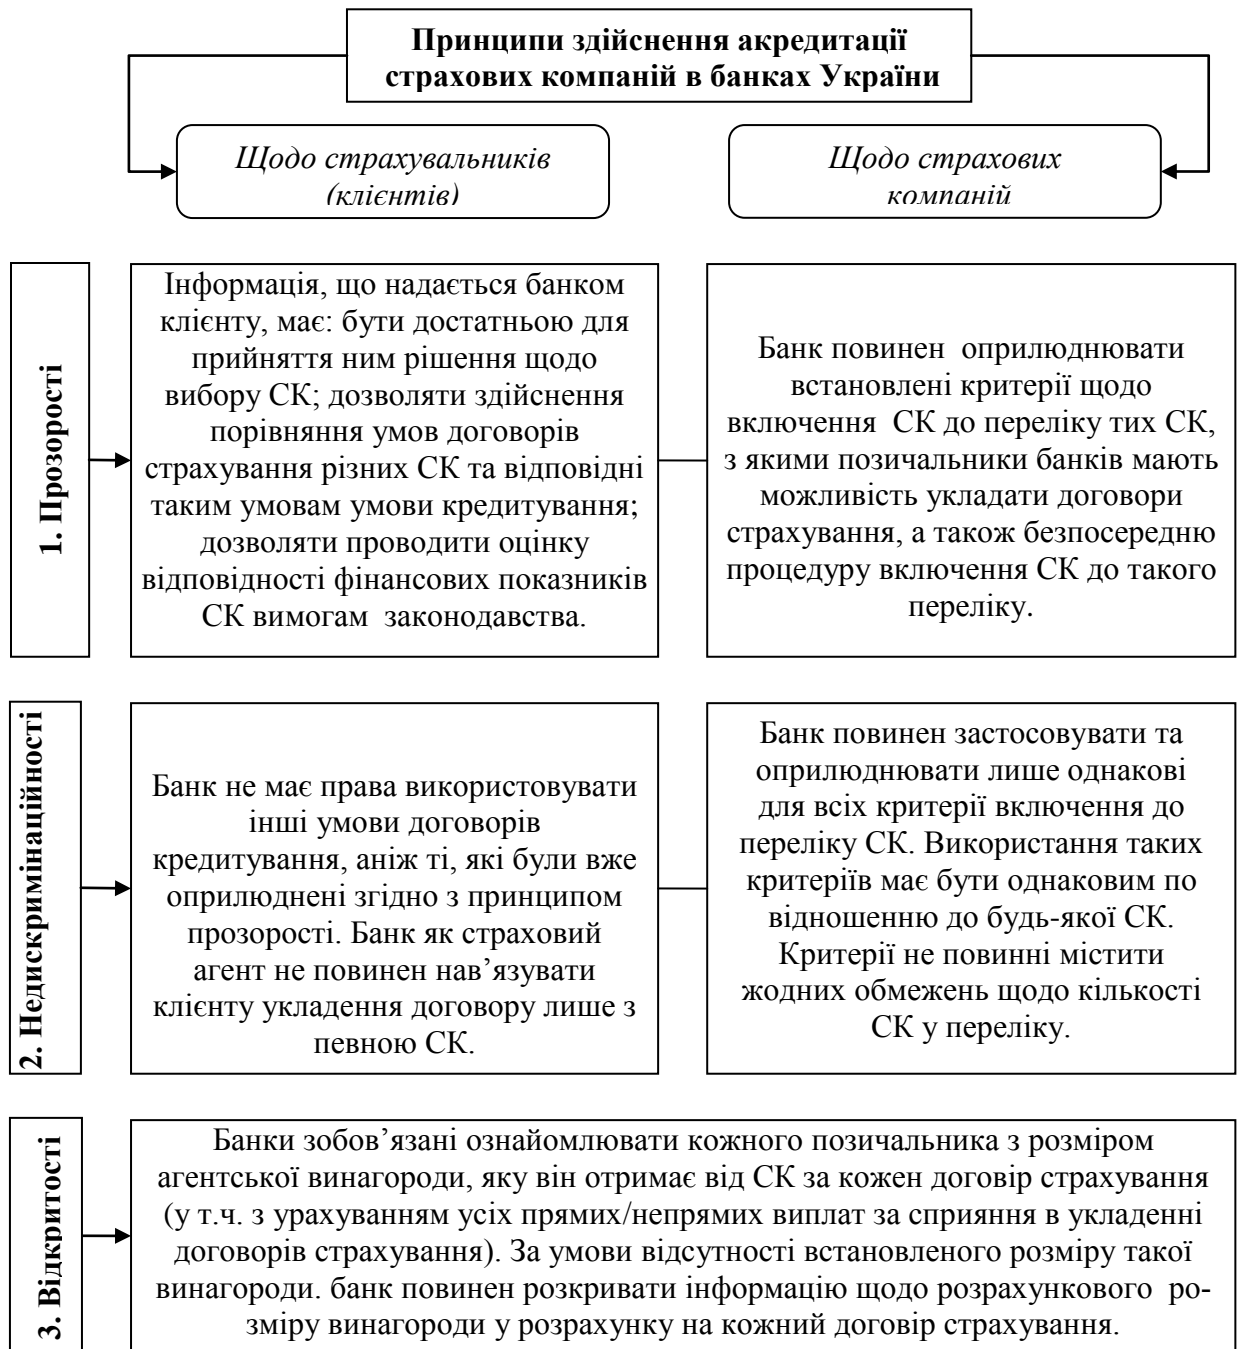 Принципи здійснення акредитації
страхових компаній в банках України
Щодо страхувальників
(клієнтів)
Щодо страхових
компаній
1. Прозорості
Інформація, що надається банком
клієнту, має: бути достатньою для
прийняття ним рішення щодо
вибору СК; дозволяти здійснення
порівняння умов договорів
страхування різних СК та відповідні
таким умовам умови кредитування;
дозволяти проводити оцінку
відповідності фінансових показників
СК вимогам законодавства.
Банк повинен оприлюднювати
встановлені критерії щодо
включення СК до переліку тих СК,
з якими позичальники банків мають
можливість укладати договори
страхування, а також безпосередню
процедуру включення СК до такого
переліку.
2. Недискримінаційності
Банк не має права використовувати
інші умови договорів
кредитування, аніж ті, які були вже
оприлюднені згідно з принципом
прозорості. Банк як страховий
агент не повинен нав’язувати
клієнту укладення договору лише з
певною СК.
Банк повинен застосовувати та
оприлюднювати лише однакові
для всіх критерії включення до
переліку СК. Використання таких
критеріїв має бути однаковим по
відношенню до будь-якої СК.
Критерії не повинні містити
жодних обмежень щодо кількості
СК у переліку.
3. Відкритості
Банки зобов’язані ознайомлювати кожного позичальника з розміром
агентської винагороди, яку він отримає від СК за кожен договір страхування
(у т.ч. з урахуванням усіх прямих/непрямих виплат за сприяння в укладенні
договорів страхування). За умови відсутності встановленого розміру такої
винагороди. банк повинен розкривати інформацію щодо розрахункового ро-
зміру винагороди у розрахунку на кожний договір страхування.